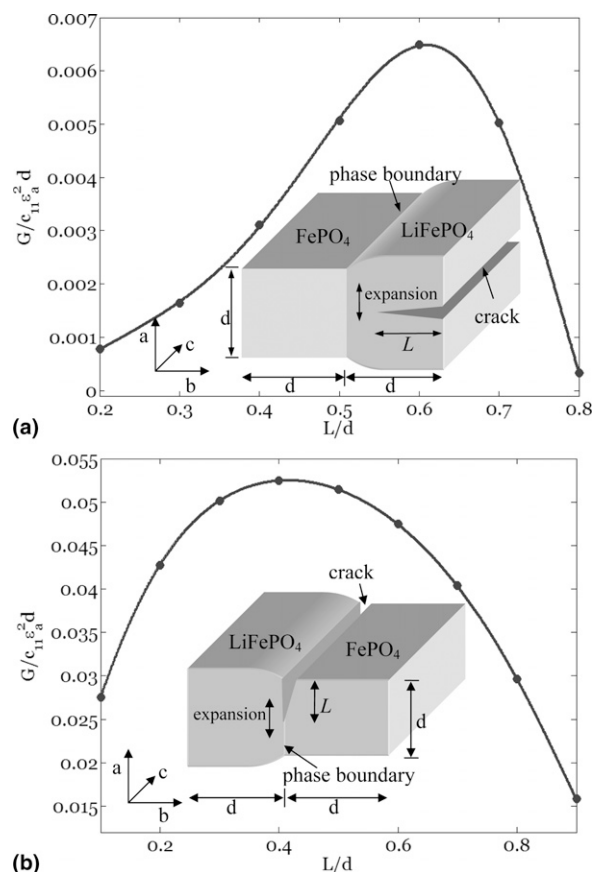 0.007
0.006
0.005
0.004
0.003
0.002
0.001
0
G/c₁₁ε²ₐd
phase boundary
FePO₄
LiFePO₄
expansion
crack
d
L
a
c
b
d
d
0.2
0.3
0.4
0.5
0.6
0.7
0.8
L/d
(a)
0.055
0.05
0.045
0.04
0.035
0.03
0.025
0.02
0.015
G/c₁₁ε²ₐd
crack
LiFePO₄
FePO₄
expansion
L
d
phase boundary
a
c
b
d
d
0.2
0.4
0.6
0.8
L/d
(b)